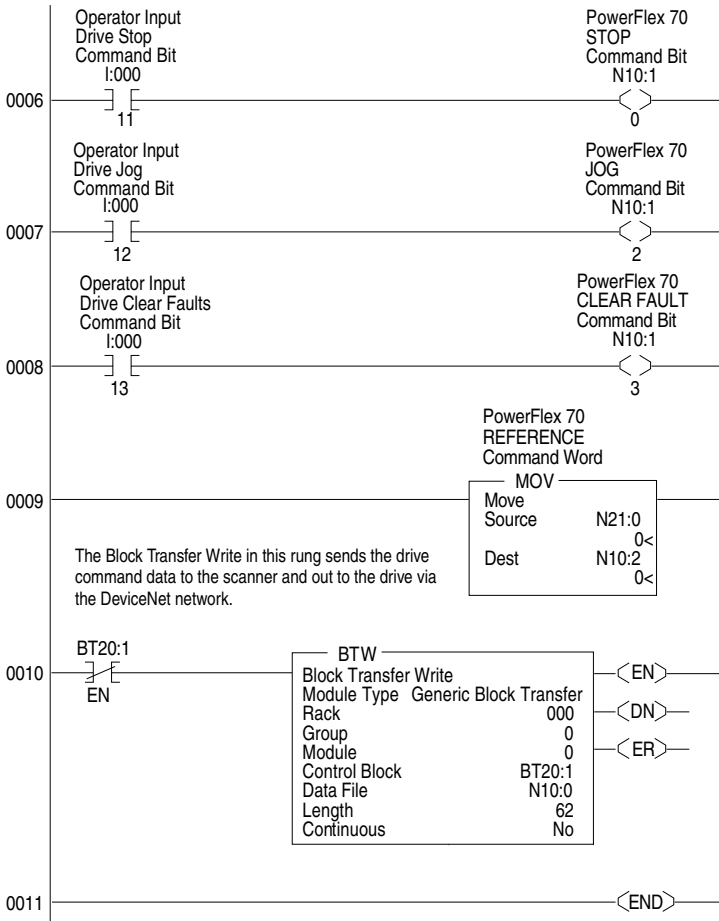 Operator Input
Drive Stop
Command Bit
I:000
11
PowerFlex 70
STOP
Command Bit
N10:1
0
0006
Operator Input
Drive Jog
Command Bit
I:000
12
PowerFlex 70
JOG
Command Bit
N10:1
2
0007
Operator Input
Drive Clear Faults
Command Bit
I:000
13
PowerFlex 70
CLEAR FAULT
Command Bit
N10:1
3
0008
PowerFlex 70
REFERENCE
Command Word
0009
MOV
Move
Source N21:0
0<
Dest N10:2
0<
The Block Transfer Write in this rung sends the drive
command data to the scanner and out to the drive via
the DeviceNet network.
BT20:1
0010
EN
BTW
Block Transfer Write
Module Type Generic Block Transfer
Rack 000
Group 0
Module 0
Control Block BT20:1
Data File N10:0
Length 62
Continuous No
EN
DN
ER
0011
END